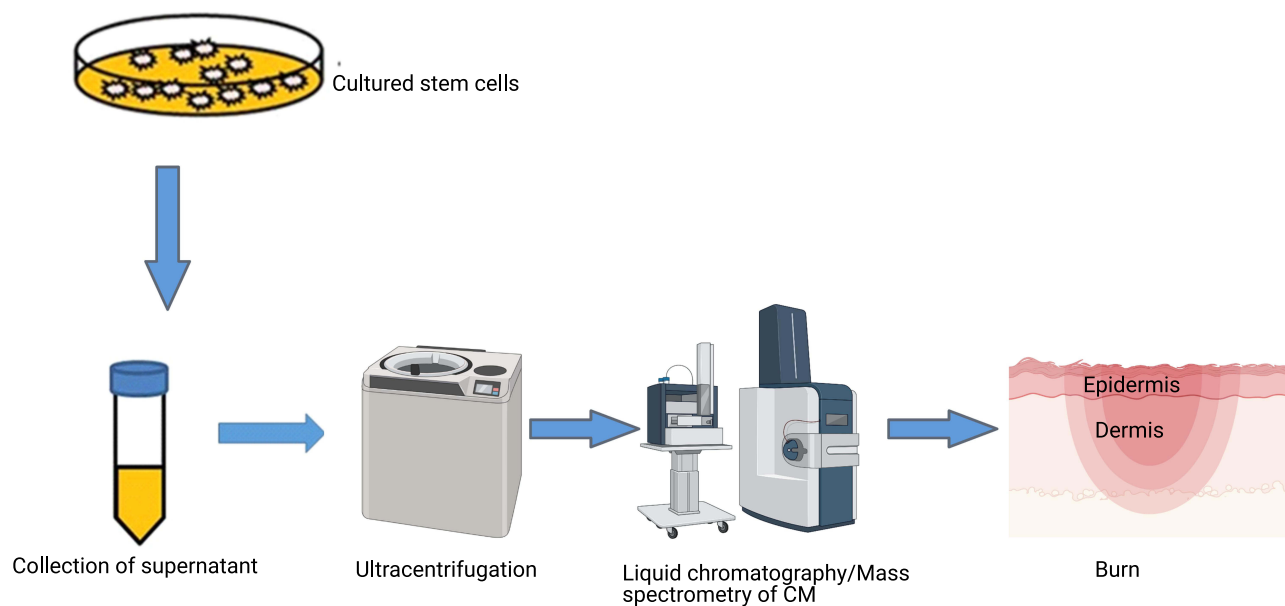 Cultured stem cells
Epidermis
Dermis
Collection of supernatant
Ultracentrifugation
Liquid chromatography/Mass
spectrometry of CM
Burn